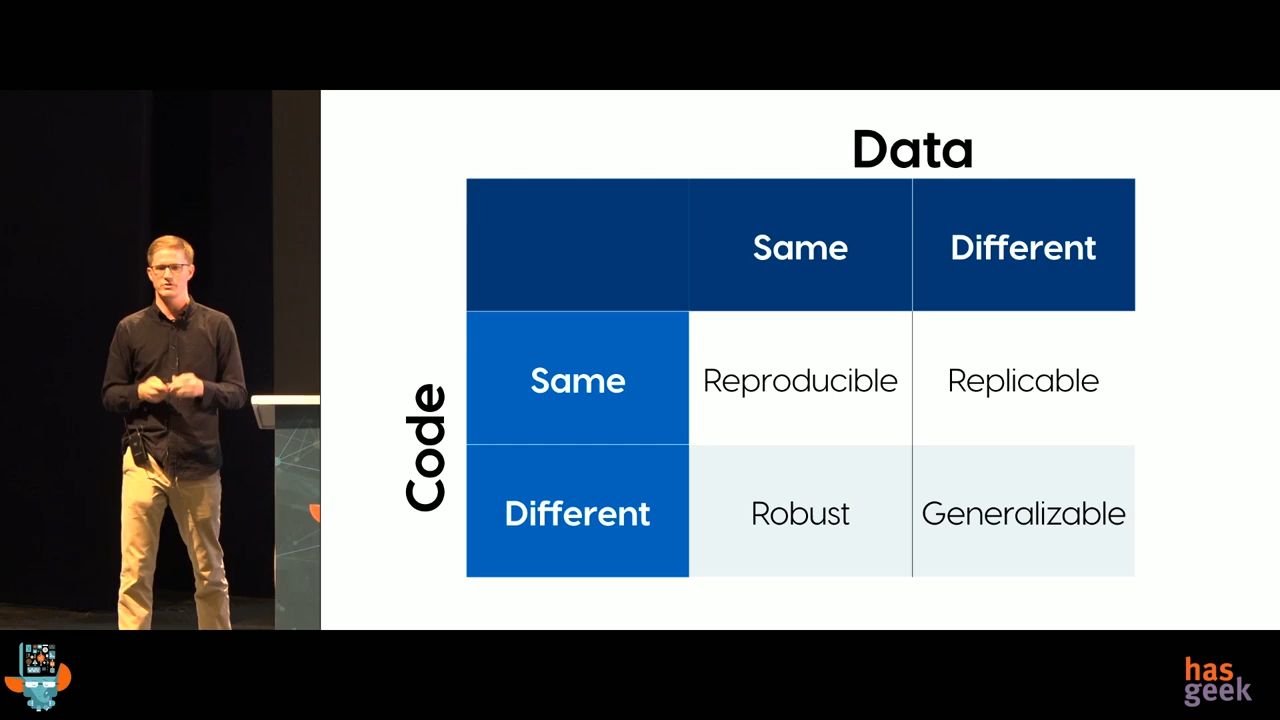 Data
Same
Different
Code
Same
Reproducible
Replicable
Different
Robust
Generalizable
has
geek